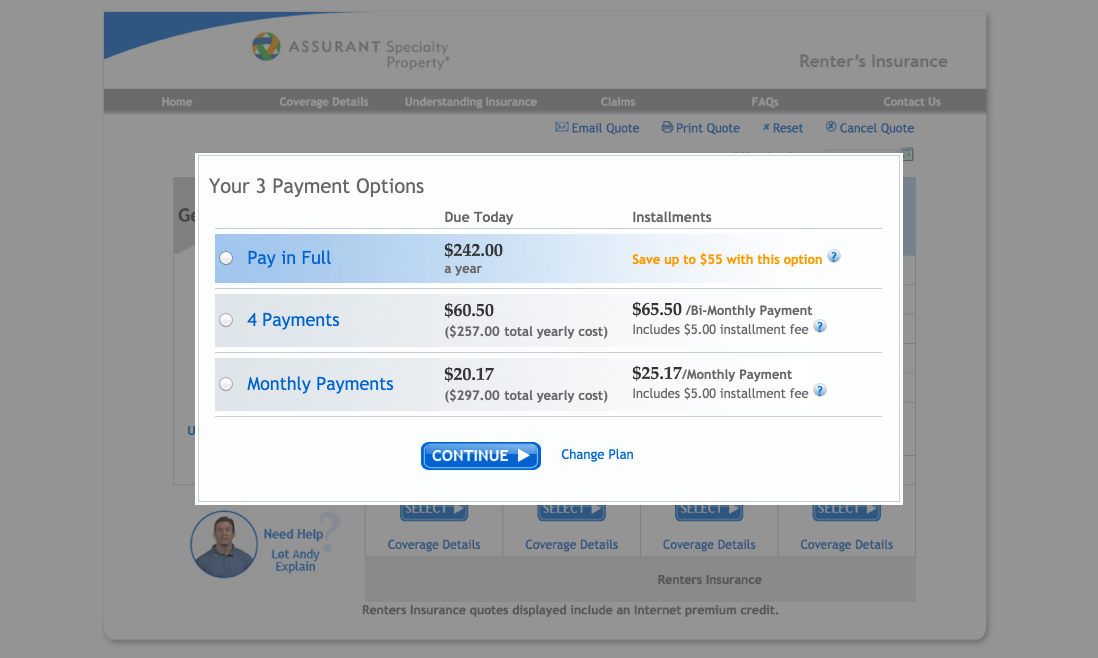 ASSURANT Specialty
Property®
Renter's Insurance
Home Coverage Details Understanding Insurance Claims FAQs Contact Us
Email Quote Print Quote Reset Cancel Quote
Your 3 Payment Options
Due Today Installments
Pay in Full $242.00 Save up to $55 with this option ?
a year
4 Payments $60.50 $65.50 /Bi-Monthly Payment
($257.00 total yearly cost) Includes $5.00 installment fee ?
Monthly Payments $20.17 $25.17/Monthly Payment
($297.00 total yearly cost) Includes $5.00 installment fee ?
CONTINUE Change Plan
SELECT SELECT SELECT SELECT
Need Help ?
Let Andy
Explain
Coverage Details Coverage Details Coverage Details Coverage Details
Renters Insurance
Renters Insurance quotes displayed include an Internet premium credit.